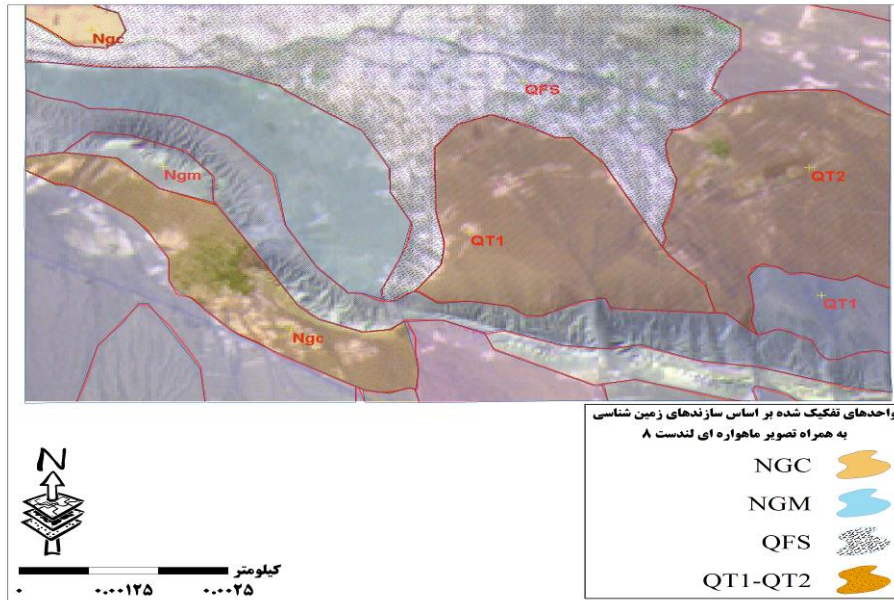 Ngc
QFS
Ngm
QT2
QT1
QT1
Ngc
واحدهای تفکیک شده بر اساس سازندهای زمین شناسی
به همراه تصویر ماهواره ای لندست ۸
NGC
NGM
QFS
QT1-QT2
N
کیلومتر
۰ ۰.۰۰۱۲۵ ۰.۰۰۲۵